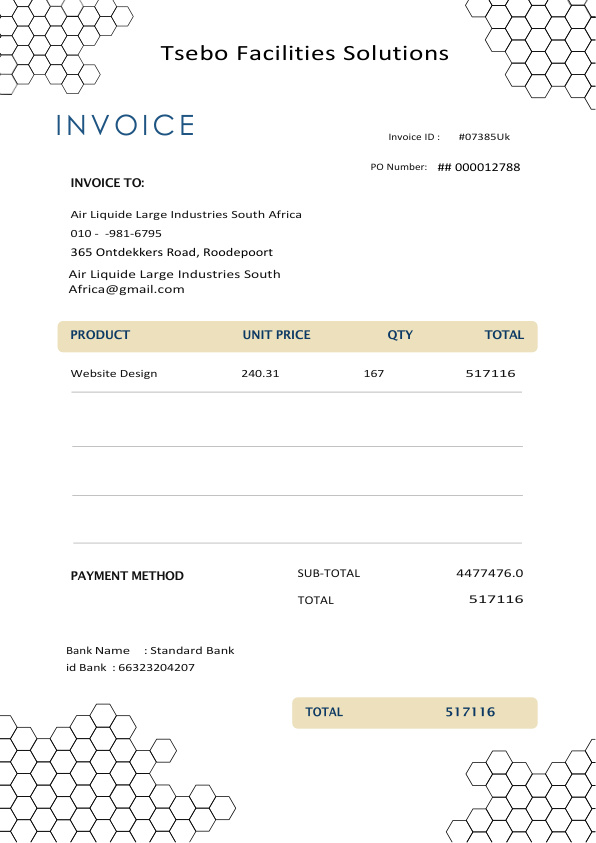 Tsebo Facilities Solutions
INVOICE
Invoice ID : #07385Uk
PO Number: ## 000012788
INVOICE TO:
Air Liquide Large Industries South Africa
010 - -981-6795
365 Ontdekkers Road, Roodepoort
Air Liquide Large Industries South
Africa@gmail.com
PRODUCT UNIT PRICE QTY TOTAL
Website Design 240.31 167 517116
PAYMENT METHOD
SUB-TOTAL 4477476.0
TOTAL 517116
Bank Name : Standard Bank
id Bank : 66323204207
TOTAL 517116